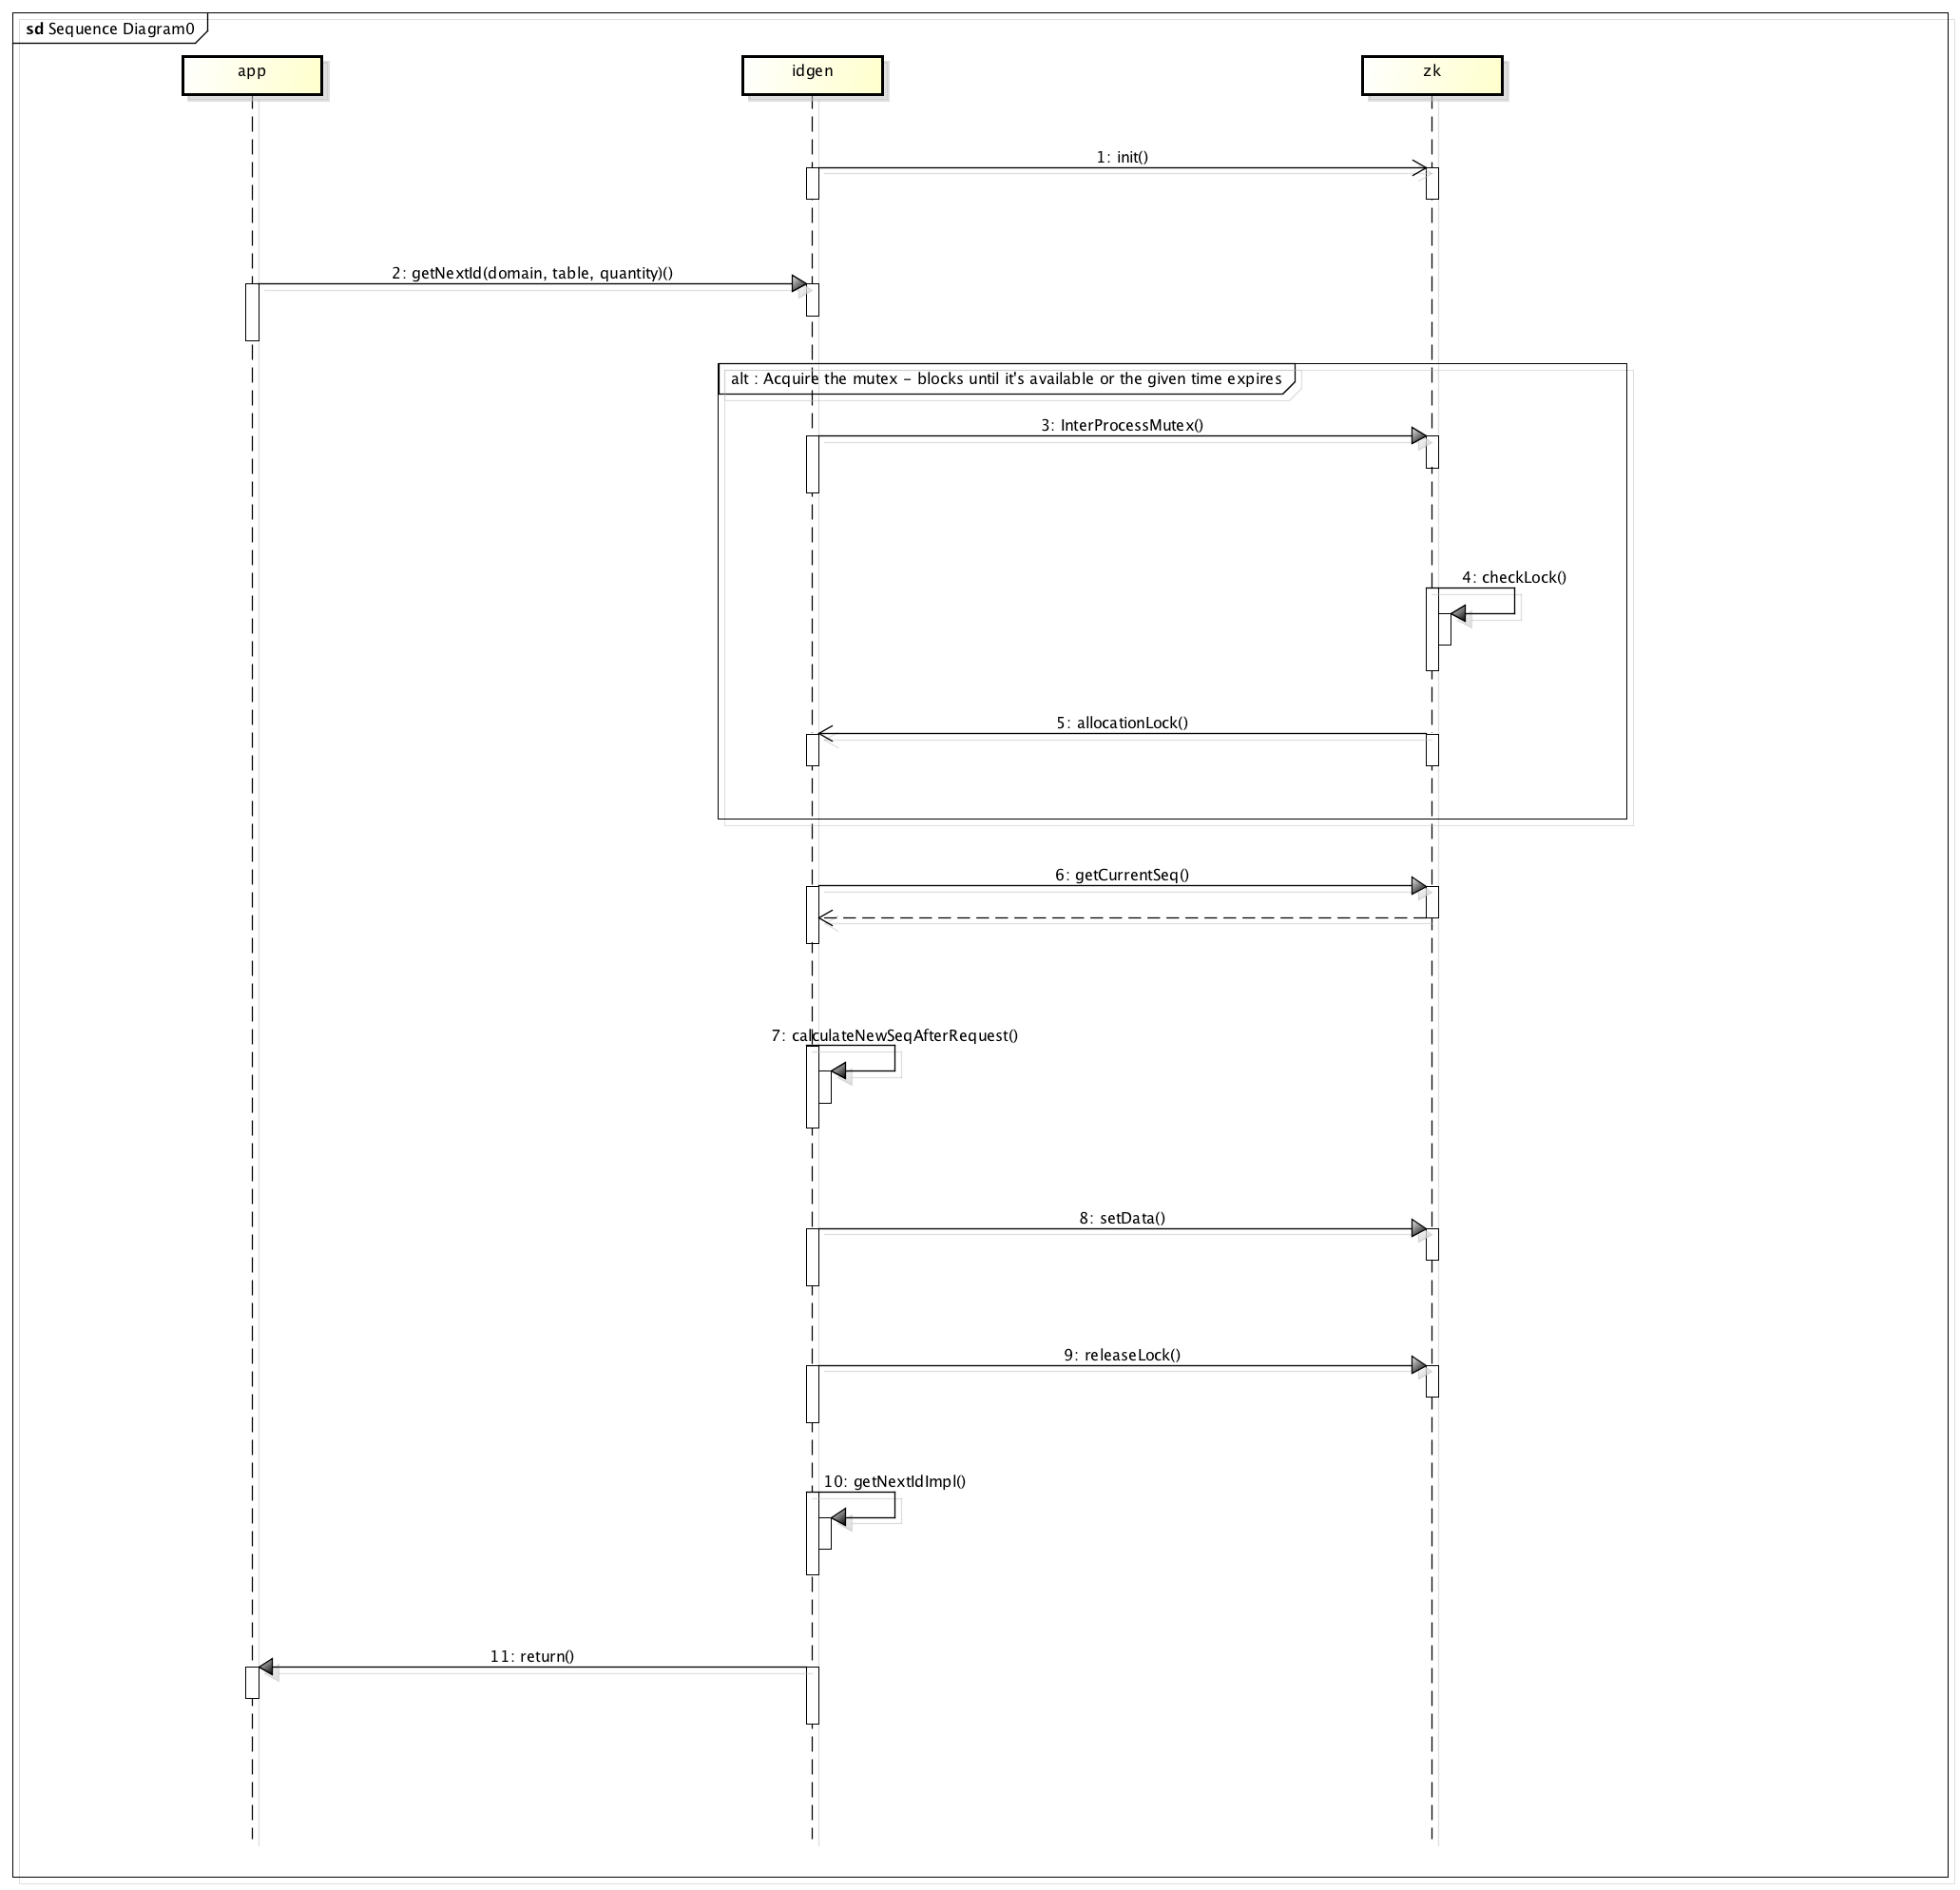 sd Sequence Diagram0
app
idgen
zk
1: init()
2: getNextId(domain, table, quantity)()
alt : Acquire the mutex - blocks until it's available or the given time expires
3: InterProcessMutex()
4: checkLock()
5: allocationLock()
6: getCurrentSeq()
7: calculateNewSeqAfterRequest()
8: setData()
9: releaseLock()
10: getNextIdImpl()
11: return()